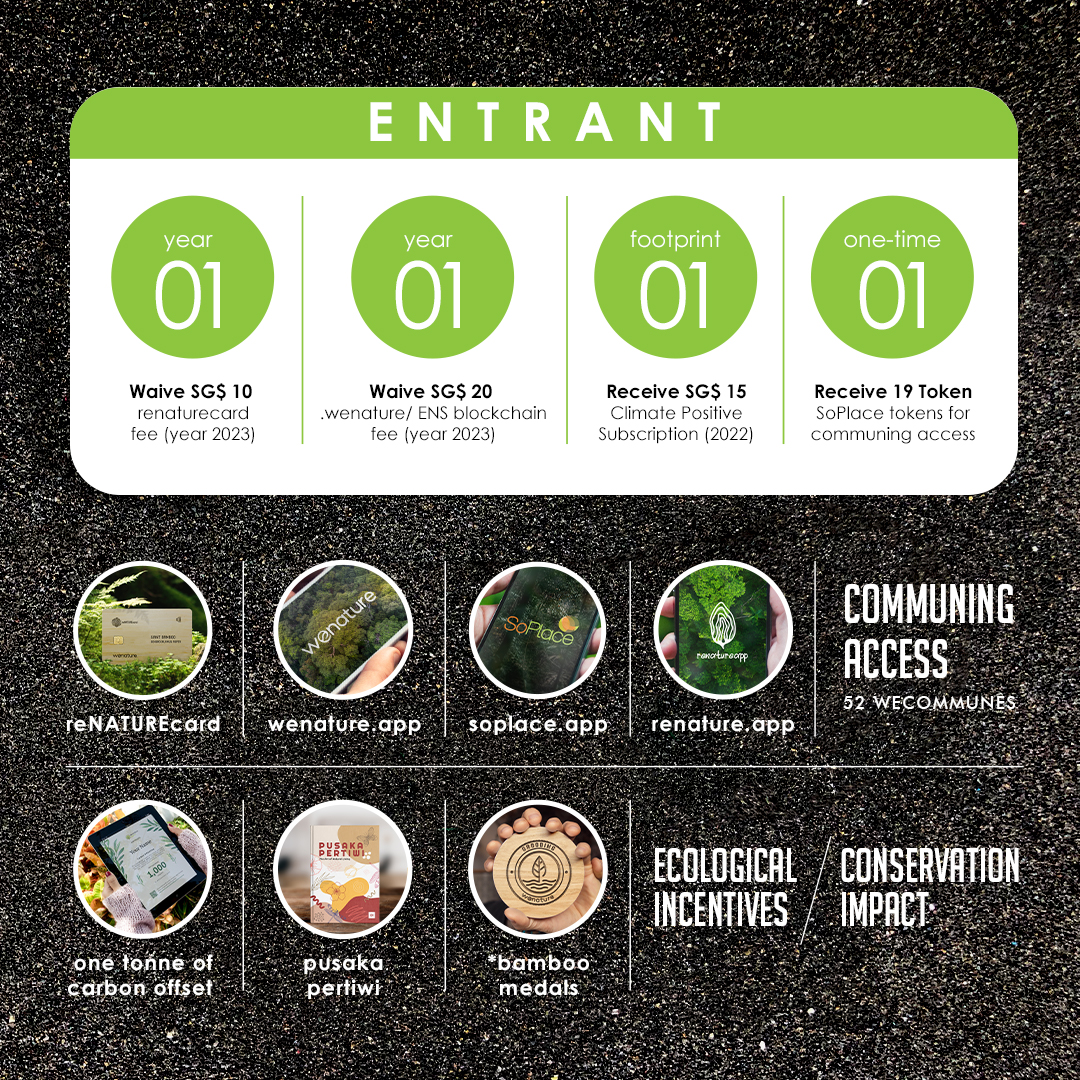 ENTRANT
year
01
Waive SG$ 10
renaturecard
fee (year 2023)
year
01
Waive SG$ 20
.wenature/ ENS blockchain
fee (year 2023)
footprint
01
Receive SG$ 15
Climate Positive
Subscription (2022)
one-time
01
Receive 19 Token
SoPlace tokens for
communing access
wenature
reNATUREcard
wenature
wenature.app
SoPlace
soplace.app
renatureapp
renature.app
COMMUNING
ACCESS
52 WECOMMUNES
Your Name
1,000
one tonne of
carbon offset
PUSAKA
PERTIWI
pusaka
pertiwi
wenature
*bamboo
medals
ECOLOGICAL
INCENTIVES
/
CONSERVATION
IMPACT